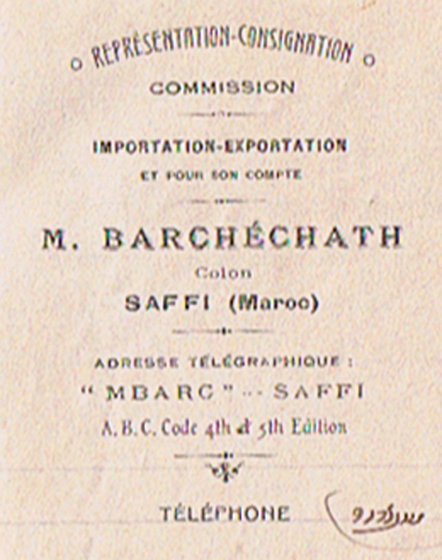 REPRÉSENTATION-CONSIGNATION
COMMISSION
IMPORTATION-EXPORTATION
ET POUR SON COMPTE
M. BARCHÉCHATH
Colon
SAFFI (Maroc)
ADRESSE TÉLÉGRAPHIQUE :
“ MBARC ” -- SAFFI
A. B. C. Code 4th & 5th Edition
TÉLÉPHONE